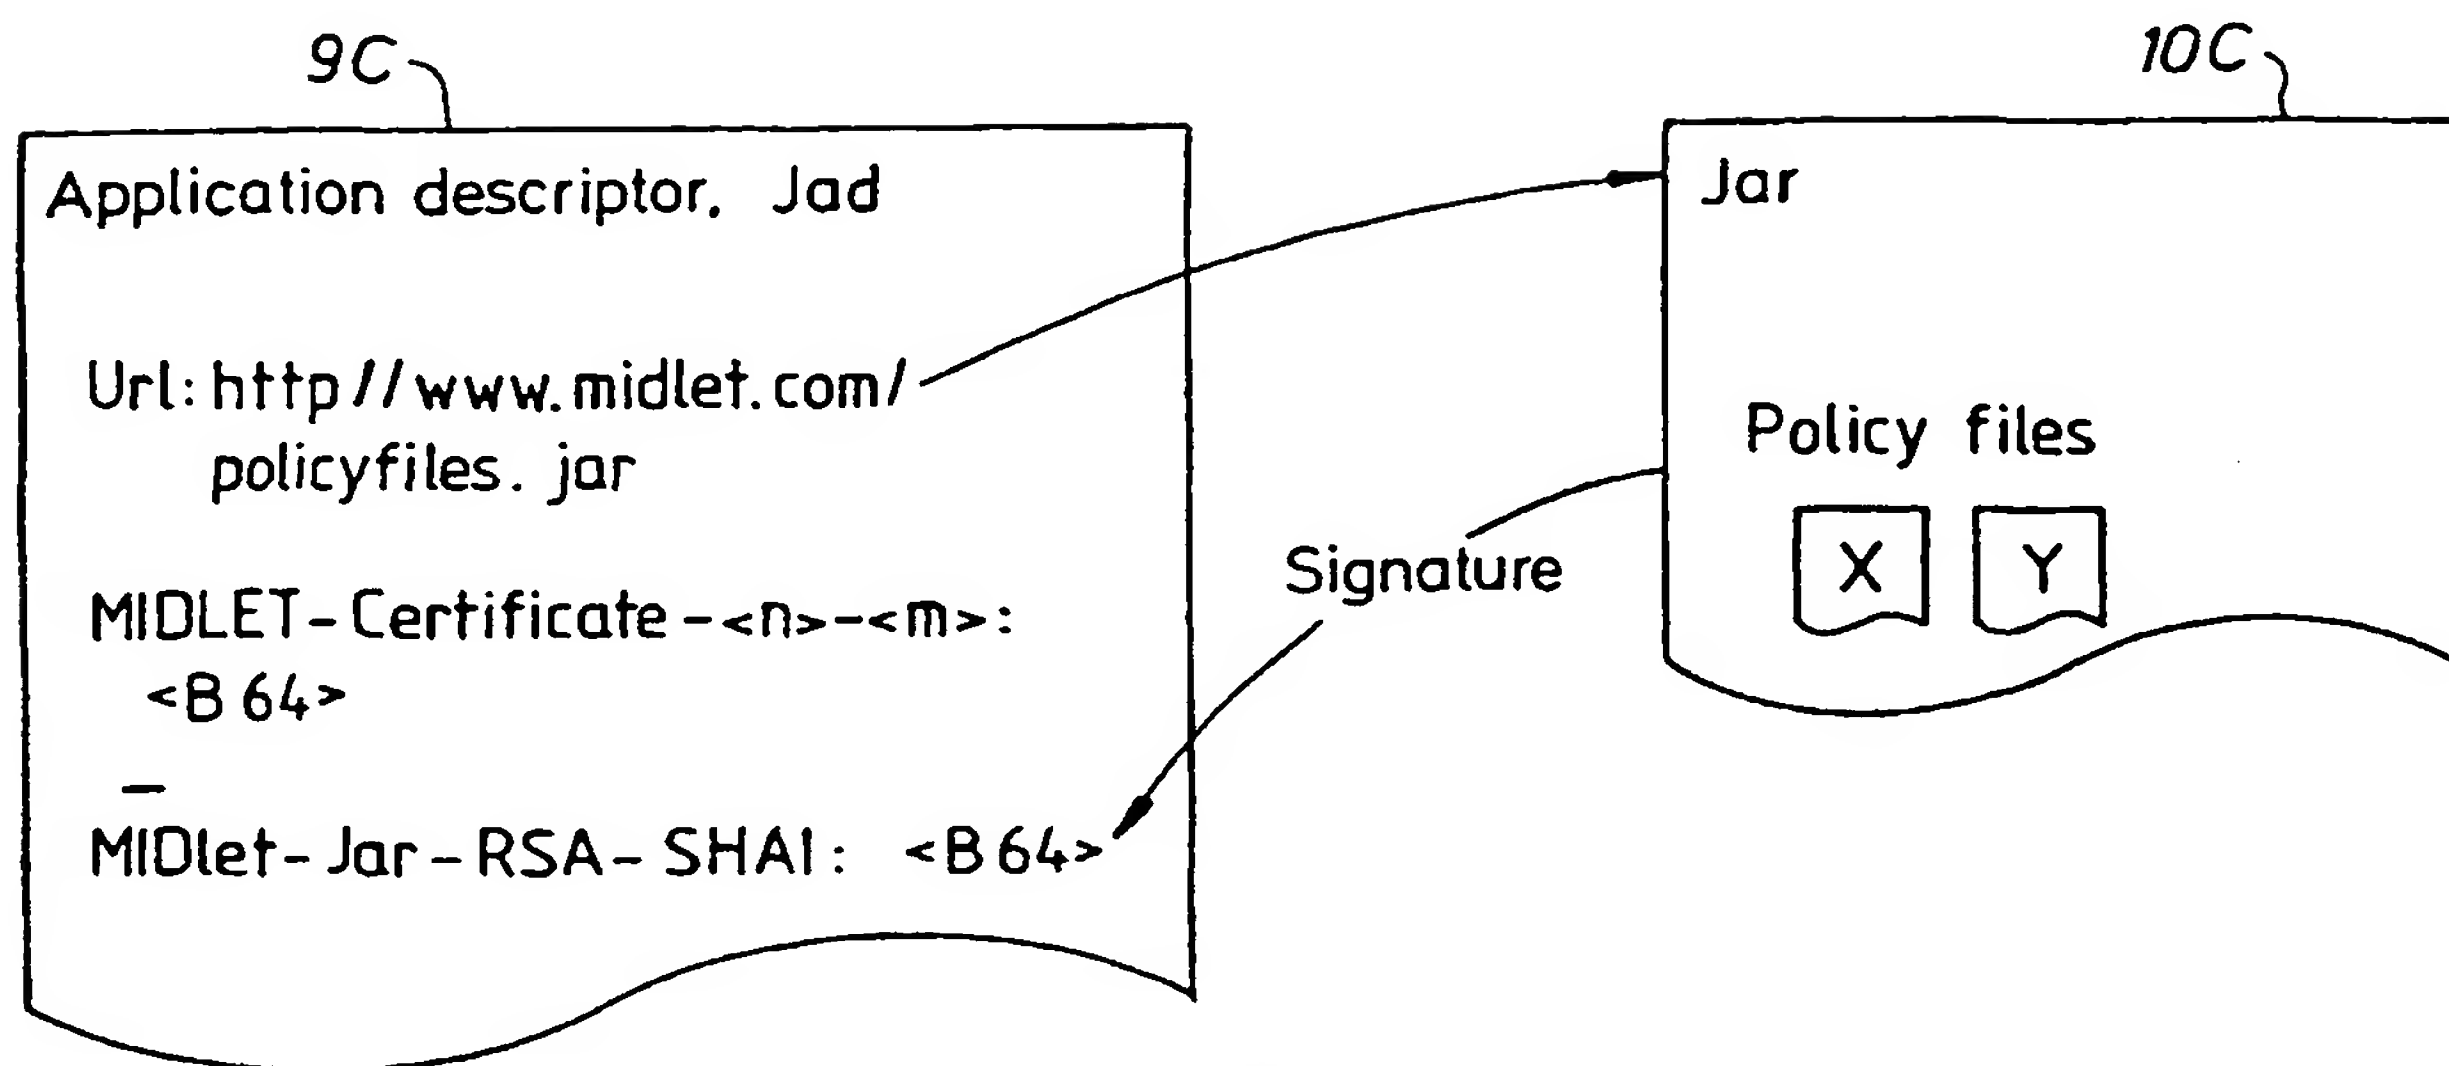 9C
Application descriptor, Jad
Url: http//www.midlet.com/
policyfiles. jar
MIDLET-Certificate-<n>-<m>:
<B 64>
MIDlet-Jar-RSA-SHA1: <B 64>
Signature
10C
Jar
Policy files
X Y